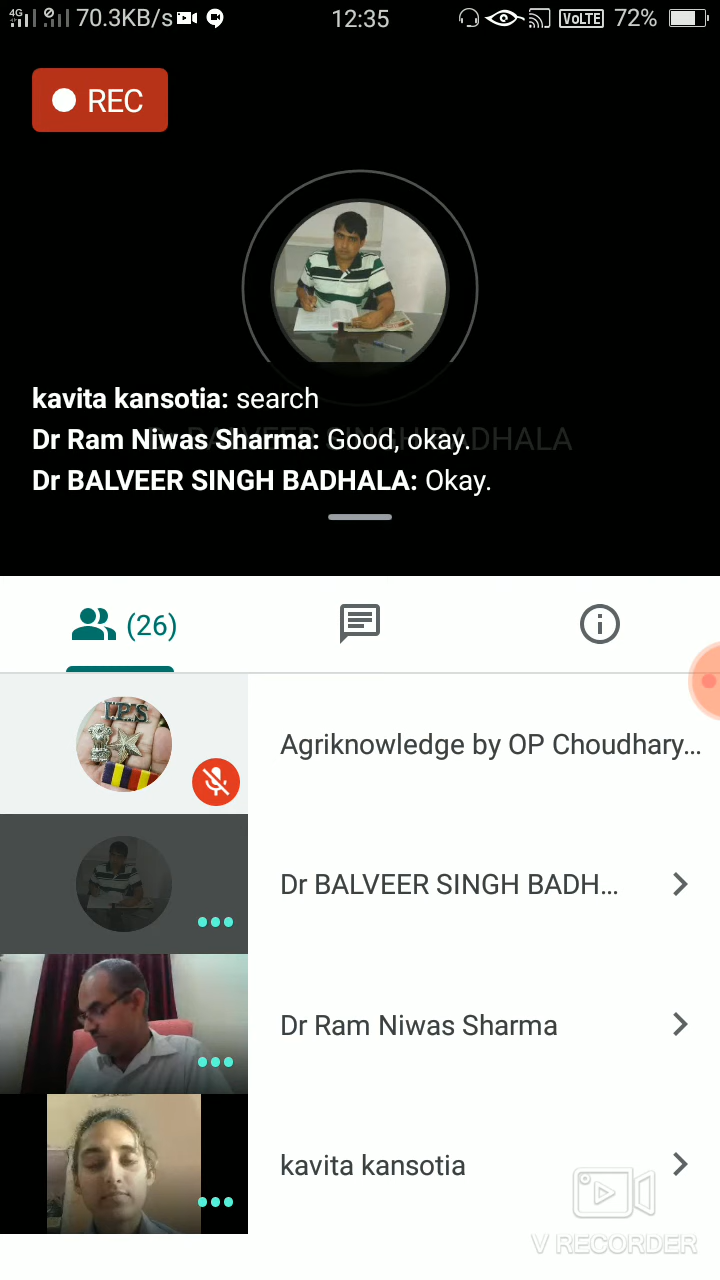 4G 70.3KB/s 12:35 VoLTE 72%
REC
kavita kansotia: search
Dr Ram Niwas Sharma: Good, okay.
Dr BALVEER SINGH BADHALA: Okay.
(26)
I.P.S
Agriknowledge by OP Choudhary...
Dr BALVEER SINGH BADH...
Dr Ram Niwas Sharma
kavita kansotia
V RECORDER